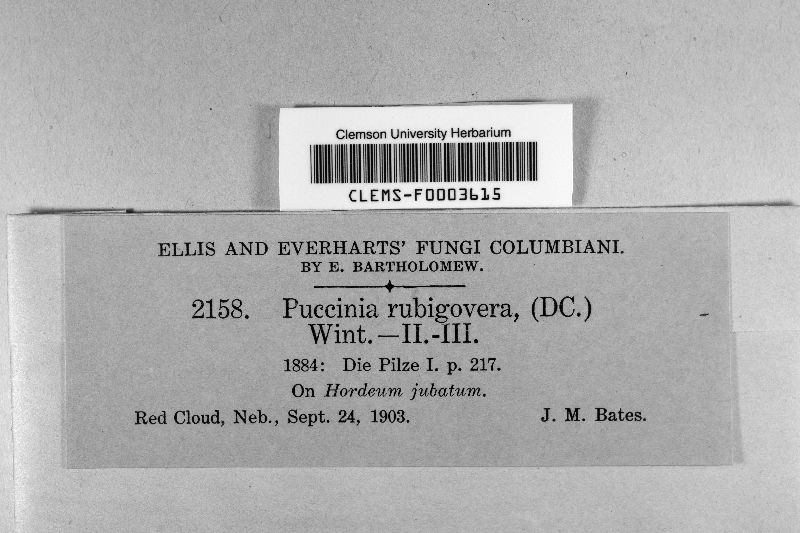 Clemson University Herbarium
CLEMS-F0003615
ELLIS AND EVERHARTS' FUNGI COLUMBIANI.
BY E. BARTHOLOMEW.
2158. Puccinia rubigovera, (DC.)
Wint.—II.-III.
1884: Die Pilze I. p. 217.
On Hordeum jubatum.
Red Cloud, Neb., Sept. 24, 1903. J. M. Bates.